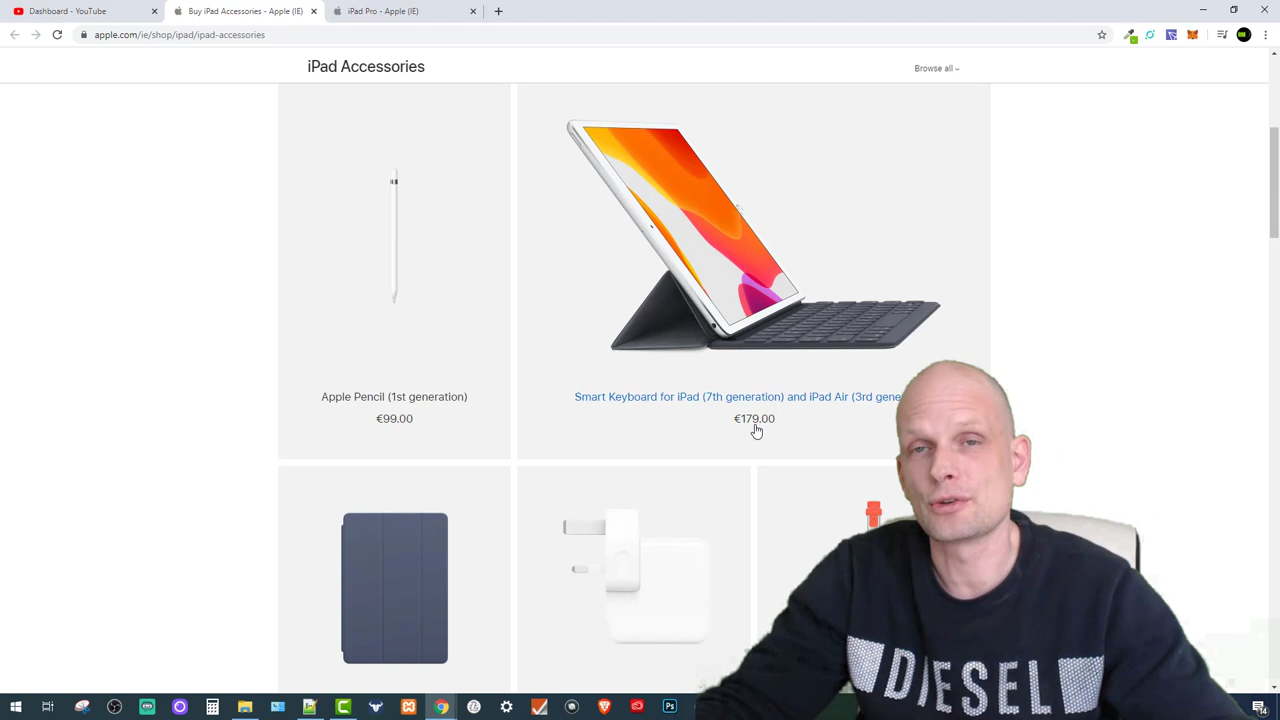 Dashboard - YouTube
Buy iPad Accessories - Apple (IE)
iPad Pro - Apple (IE)
apple.com/ie/shop/ipad/ipad-accessories
iPad Accessories
Browse all
Apple Pencil (1st generation)
€99.00
Smart Keyboard for iPad (7th generation) and iPad Air (3rd gene
€179.00
DIESEL
Ps
14